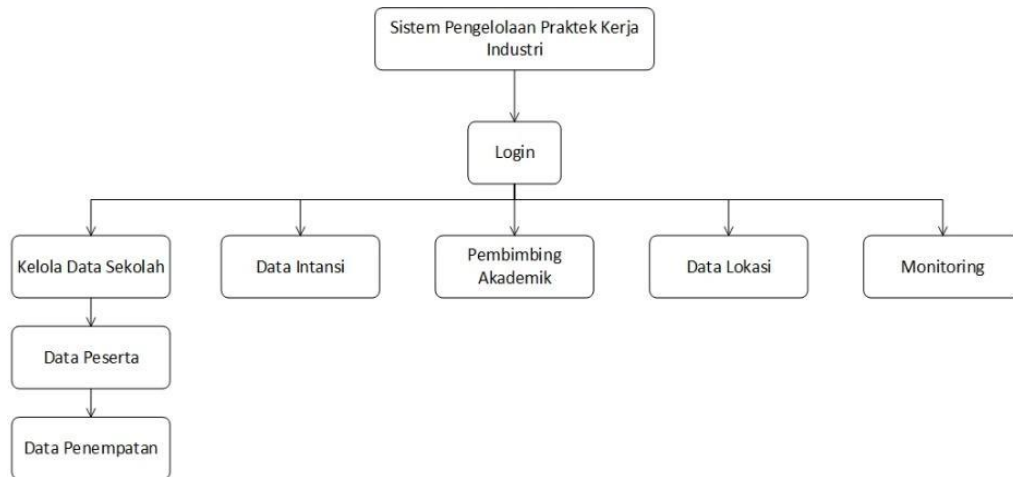 Sistem Pengelolaan Praktek Kerja
Industri
Login
Kelola Data Sekolah
Data Intansi
Pembimbing
Akademik
Data Lokasi
Monitoring
Data Peserta
Data Penempatan